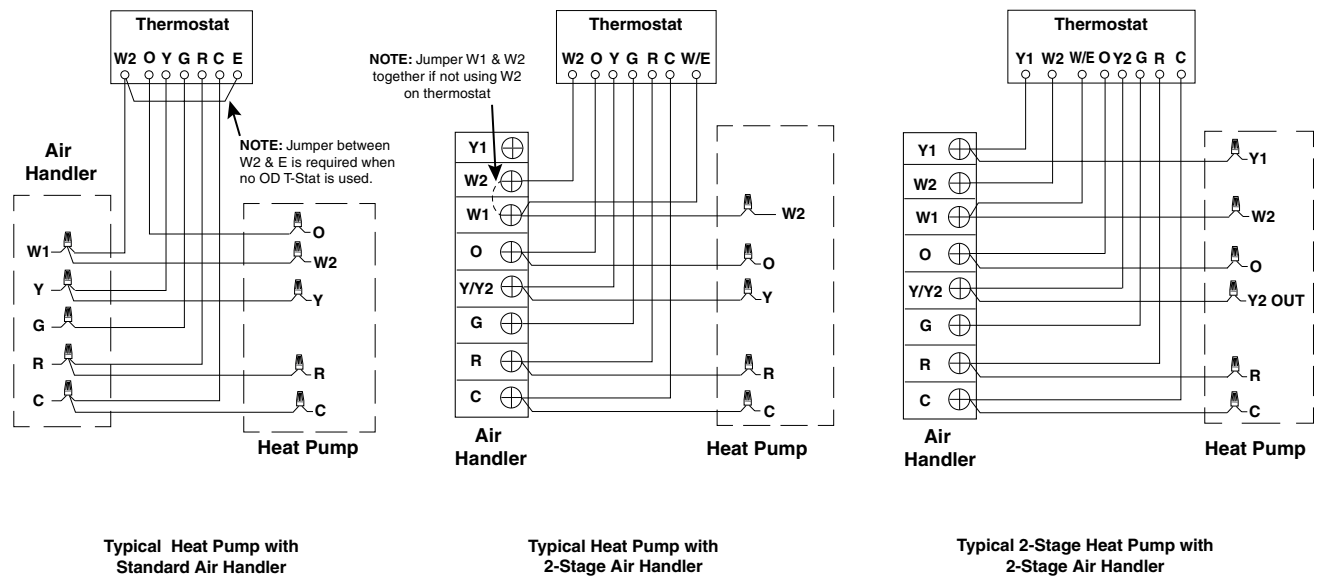 Thermostat
W2 O Y G R C E
NOTE: Jumper between
W2 & E is required when
no OD T-Stat is used.
Air
Handler
W1
Y
G
R
C
O
W2
Y
R
C
Heat Pump
Typical Heat Pump with
Standard Air Handler
NOTE: Jumper W1 & W2
together if not using W2
on thermostat
Thermostat
W2 O Y G R C W/E
Y1
W2
W1
O
Y/Y2
G
R
C
Air
Handler
W2
O
Y
R
C
Heat Pump
Typical Heat Pump with
2-Stage Air Handler
Thermostat
Y1 W2 W/E O Y2 G R C
Y1
W2
W1
O
Y/Y2
G
R
C
Air
Handler
Y1
W2
O
Y2 OUT
R
C
Heat Pump
Typical 2-Stage Heat Pump with
2-Stage Air Handler